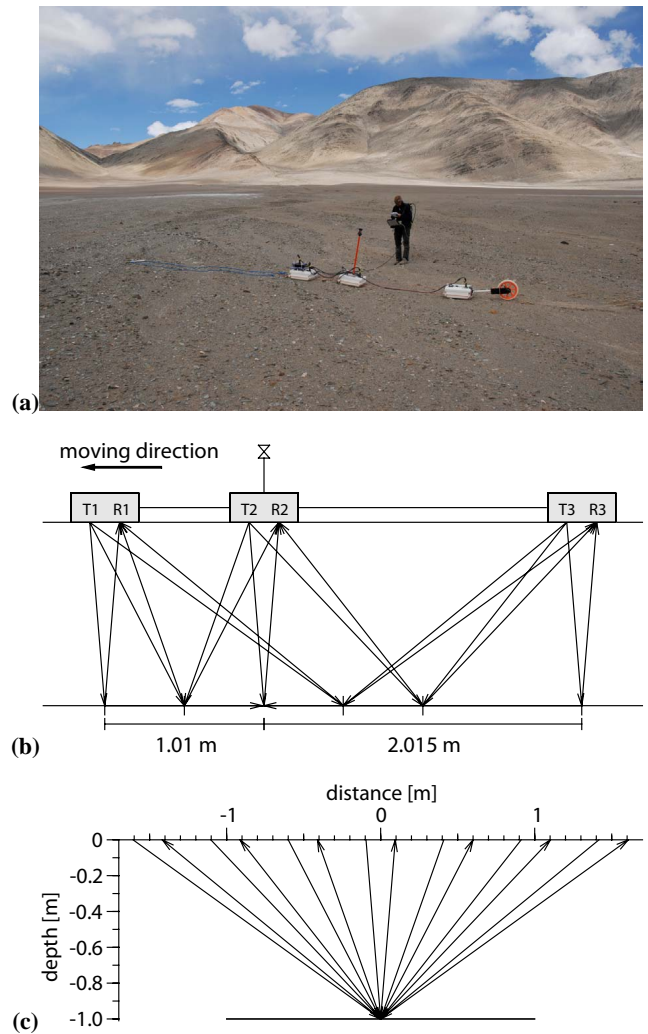 (a)
moving direction
T1 R1 T2 R2 T3 R3
1.01 m 2.015 m
(b)
distance [m]
-1 0 1
0
-0.2
-0.4
-0.6
-0.8
-1.0
depth [m]
(c)